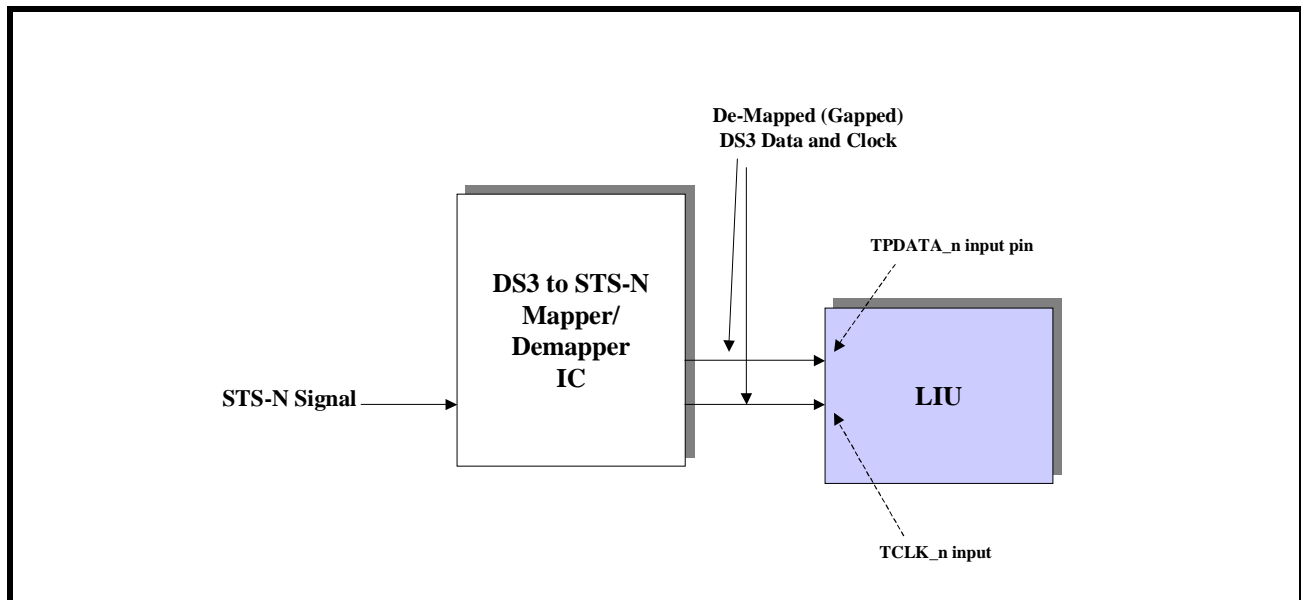 De-Mapped (Gapped)
DS3 Data and Clock
TPDATA_n input pin
DS3 to STS-N
Mapper/
Demapper
IC
STS-N Signal
LIU
TCLK_n input